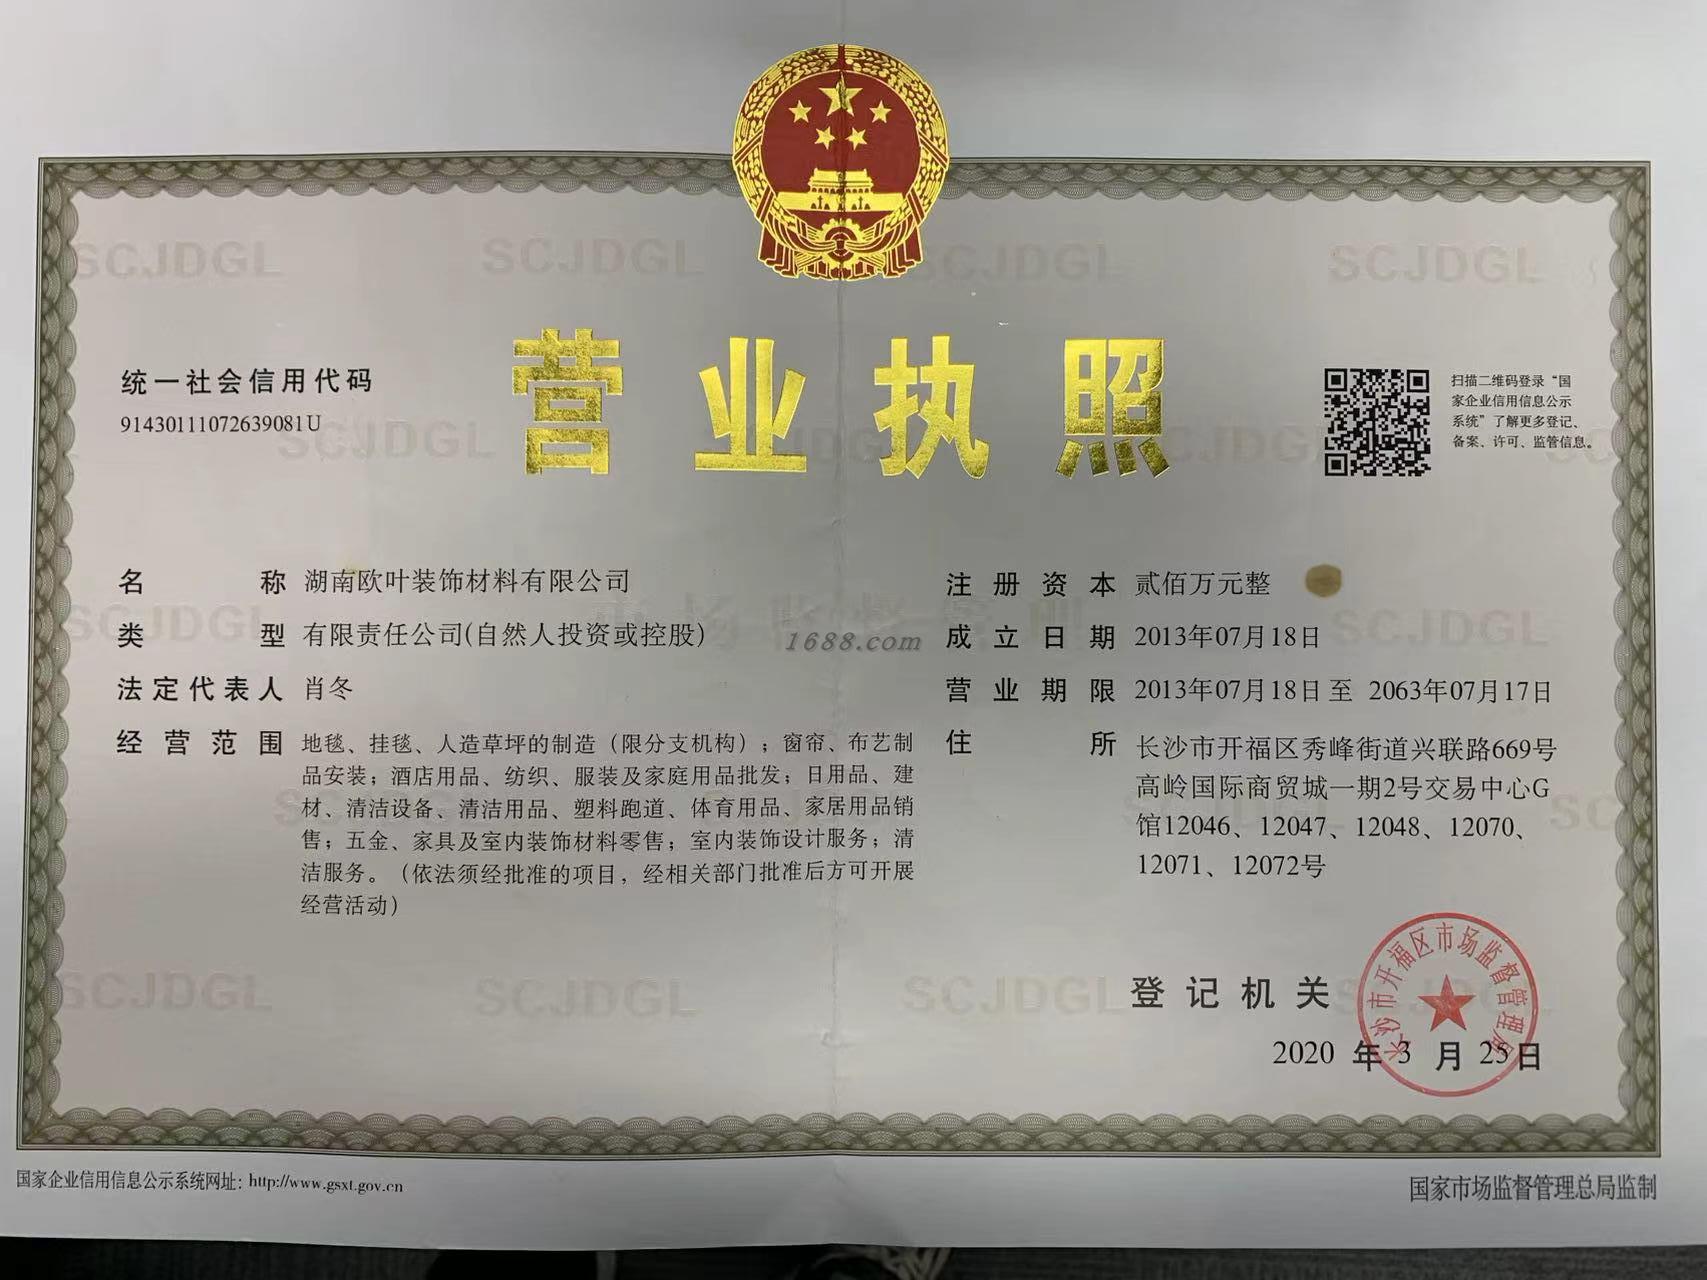 统一社会信用代码
91430111072639081U
营业执照
扫描二维码登录“国
家企业信用信息公示
系统”了解更多登记、
备案、许可、监管信息。
名称 湖南欧叶装饰材料有限公司
类型 有限责任公司(自然人投资或控股)
法定代表人 肖冬
经营范围 地毯、挂毯、人造草坪的制造（限分支机构）；窗帘、布艺制
品安装；酒店用品、纺织、服装及家庭用品批发；日用品、建
材、清洁设备、清洁用品、塑料跑道、体育用品、家居用品销
售；五金、家具及室内装饰材料零售；室内装饰设计服务；清
洁服务。（依法须经批准的项目，经相关部门批准后方可开展
经营活动）
1688.com
注册资本 贰佰万元整
成立日期 2013年07月18日
营业期限 2013年07月18日 至 2063年07月17日
住所 长沙市开福区秀峰街道兴联路669号
高岭国际商贸城一期2号交易中心G
馆12046、12047、12048、12070、
12071、12072号
登记机关
长沙市开福区市场监督管理局
2020 年 3 月 25 日
国家企业信用信息公示系统网址：http://www.gsxt.gov.cn
国家市场监督管理总局监制
SCJDGL
SCJDGL
SCJDGL
SCJDGL
SCJDGL
SCJDGL
SCJDGL
SCJDGL
SCJDGL
SCJDGL
SCJDGL